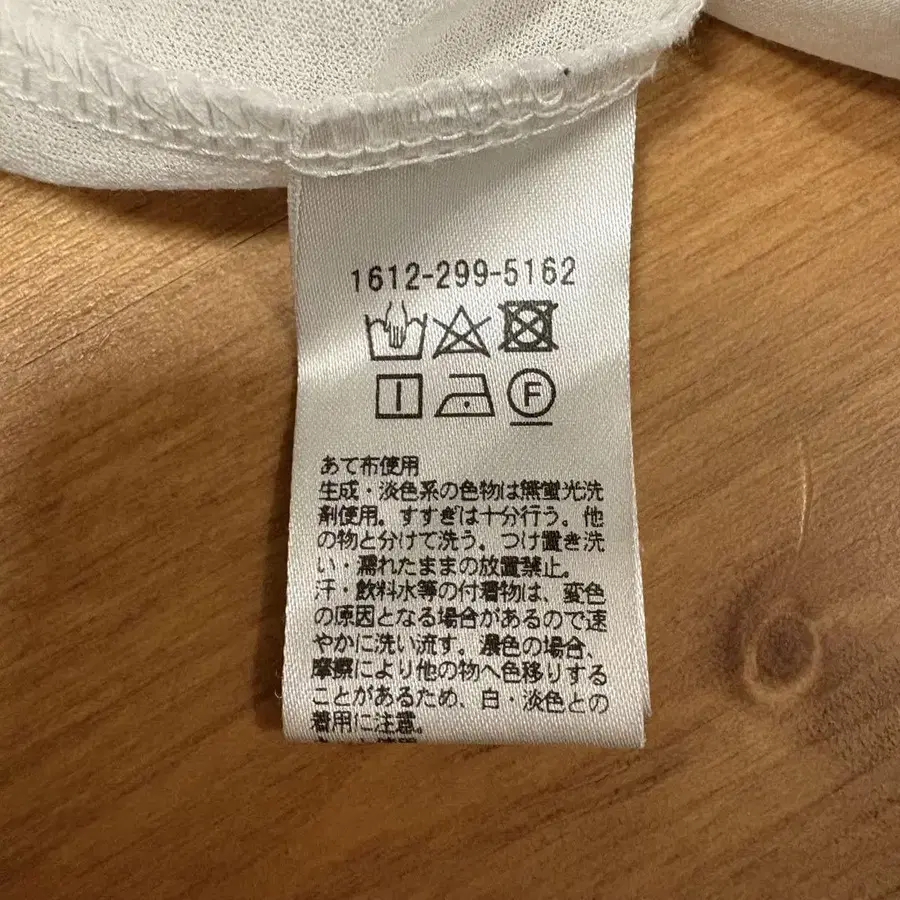 1612-299-5162
F
あて布使用
生成・淡色系の色物は無蛍光洗
剤使用。すすぎは十分行う。他
の物と分けて洗う。つけ置き洗
い・濡れたままの放置禁止。
汗・飲料水等の付着物は、変色
の原因となる場合があるので速
やかに洗い流す。濃色の場合、
摩擦により他の物へ色移りする
ことがあるため、白・淡色との
着用に注意。